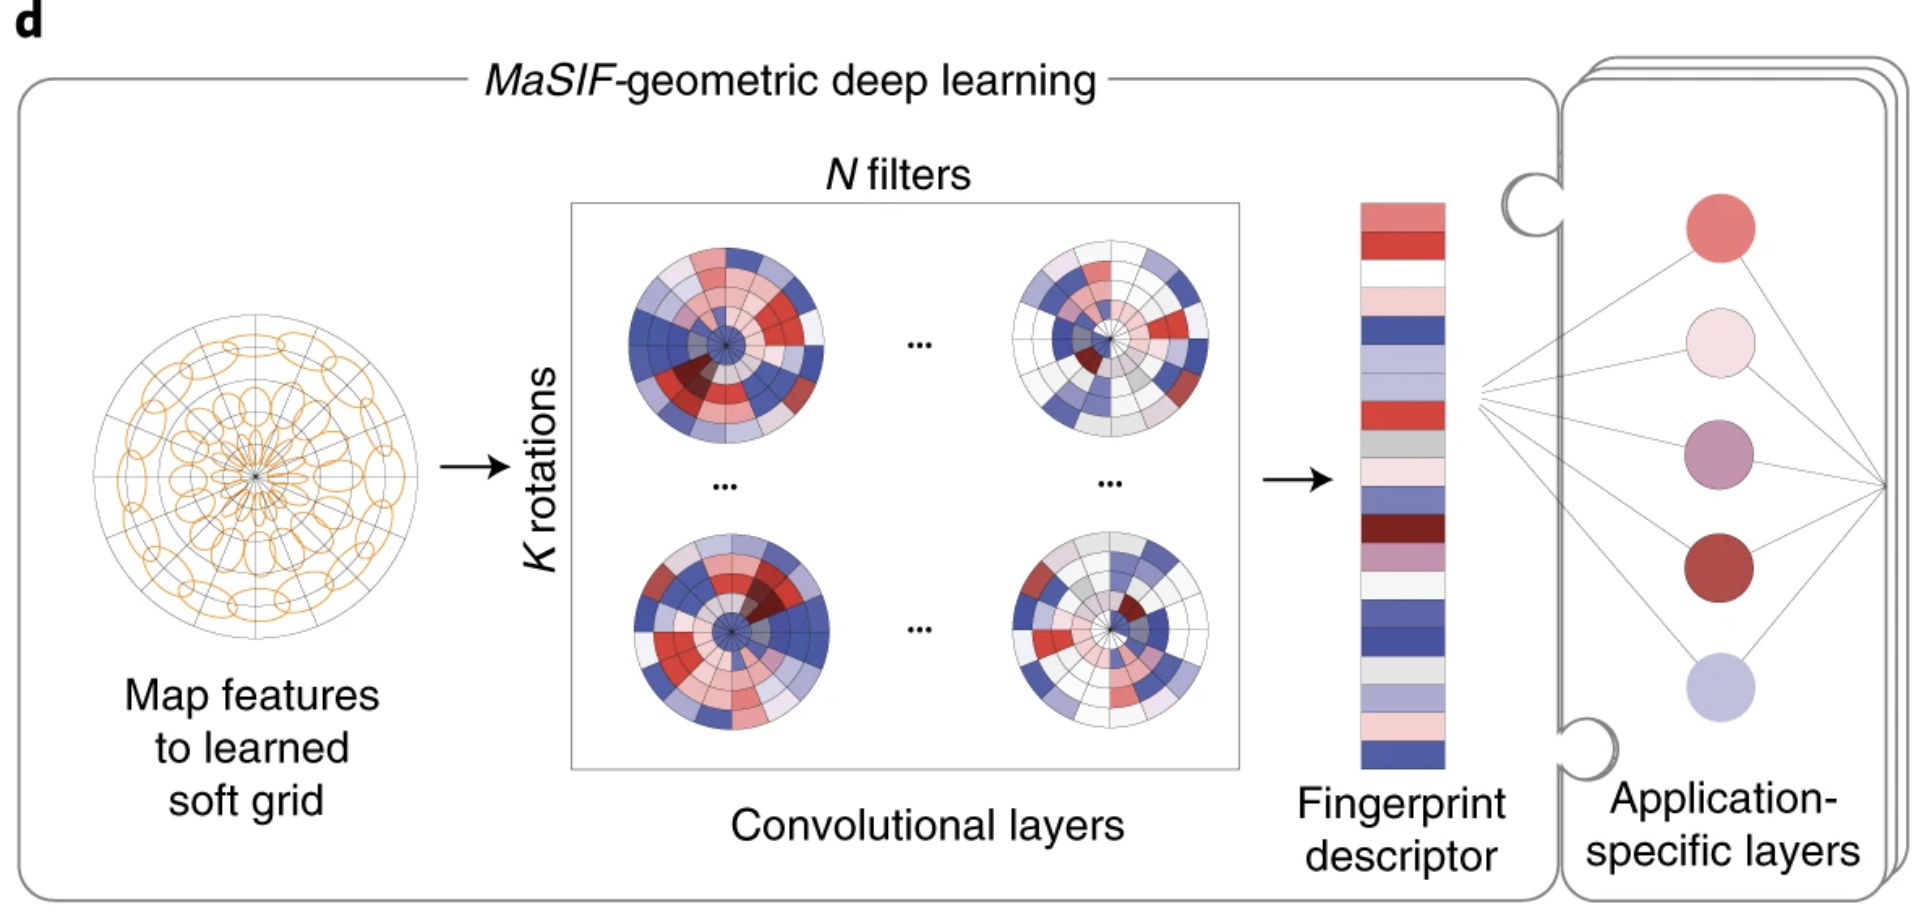 d
MaSIF-geometric deep learning
N filters
K rotations
...
...
...
...
Map features
to learned
soft grid
Convolutional layers
Fingerprint
descriptor
Application-
specific layers